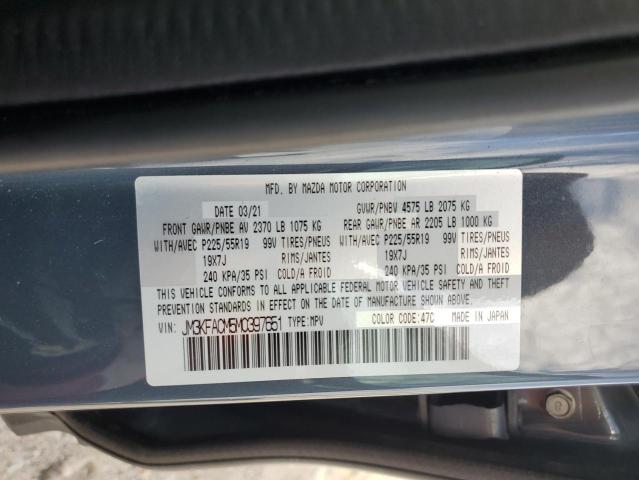 MFD. BY MAZDA MOTOR CORPORATION
DATE 03/21 GVWR/PNBV 4575 LB 2075 KG
FRONT GAWR/PNBE AV 2370 LB 1075 KG REAR GAWR/PNBE AR 2205 LB 1000 KG
WITH/AVEC P225/55R19 99V TIRES/PNEUS WITH/AVEC P225/55R19 99V TIRES/PNEUS
19X7J RIMS/JANTES 19X7J RIMS/JANTES
240 KPA/35 PSI COLD/A FROID 240 KPA/35 PSI COLD/A FROID
THIS VEHICLE CONFORMS TO ALL APPLICABLE FEDERAL MOTOR VEHICLE SAFETY AND THEFT
PREVENTION STANDARDS IN EFFECT ON THE DATE OF MANUFACTURE SHOWN ABOVE.
VIN: JM3KFACM5M0397651 TYPE:MPV COLOR CODE:47C MADE IN JAPAN